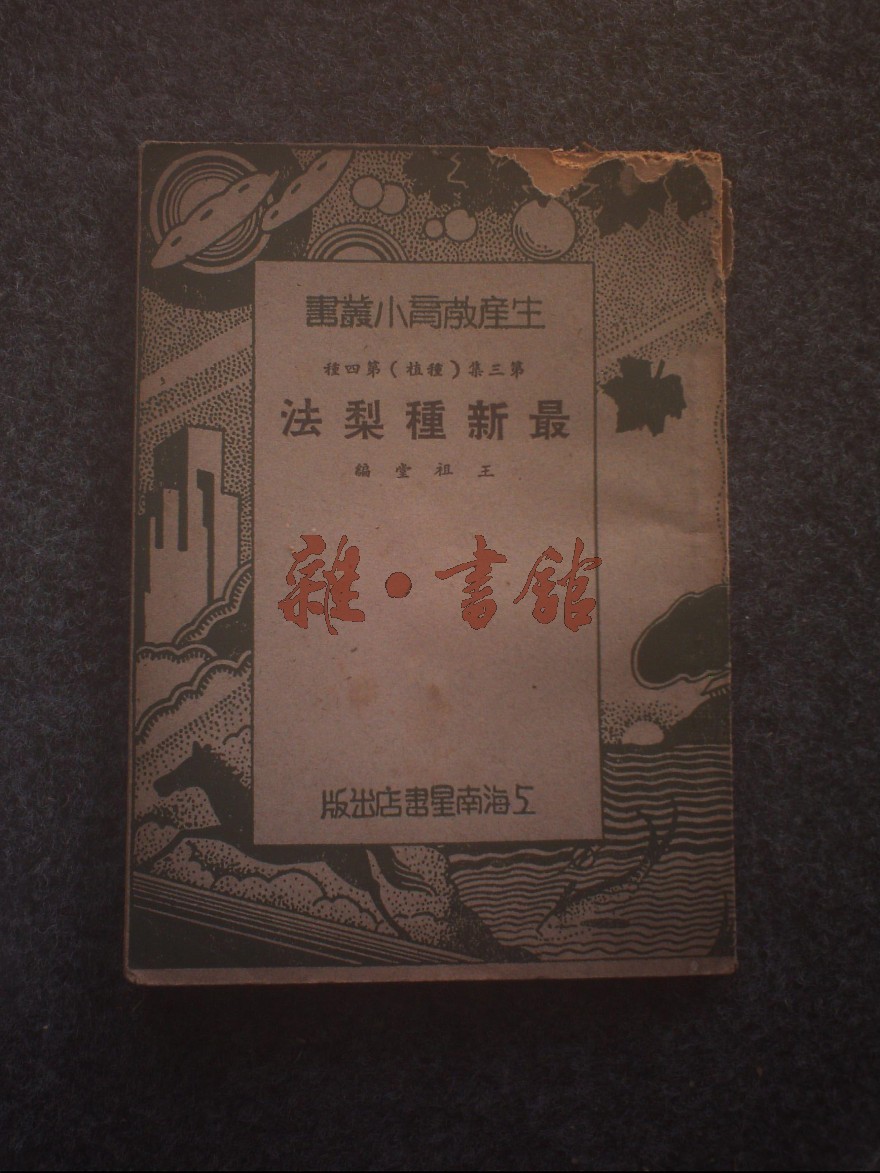 生產教育小叢書
第三集（種植）第四種
最新種梨法
王祖堂編
雜·書館
上海南星書店出版